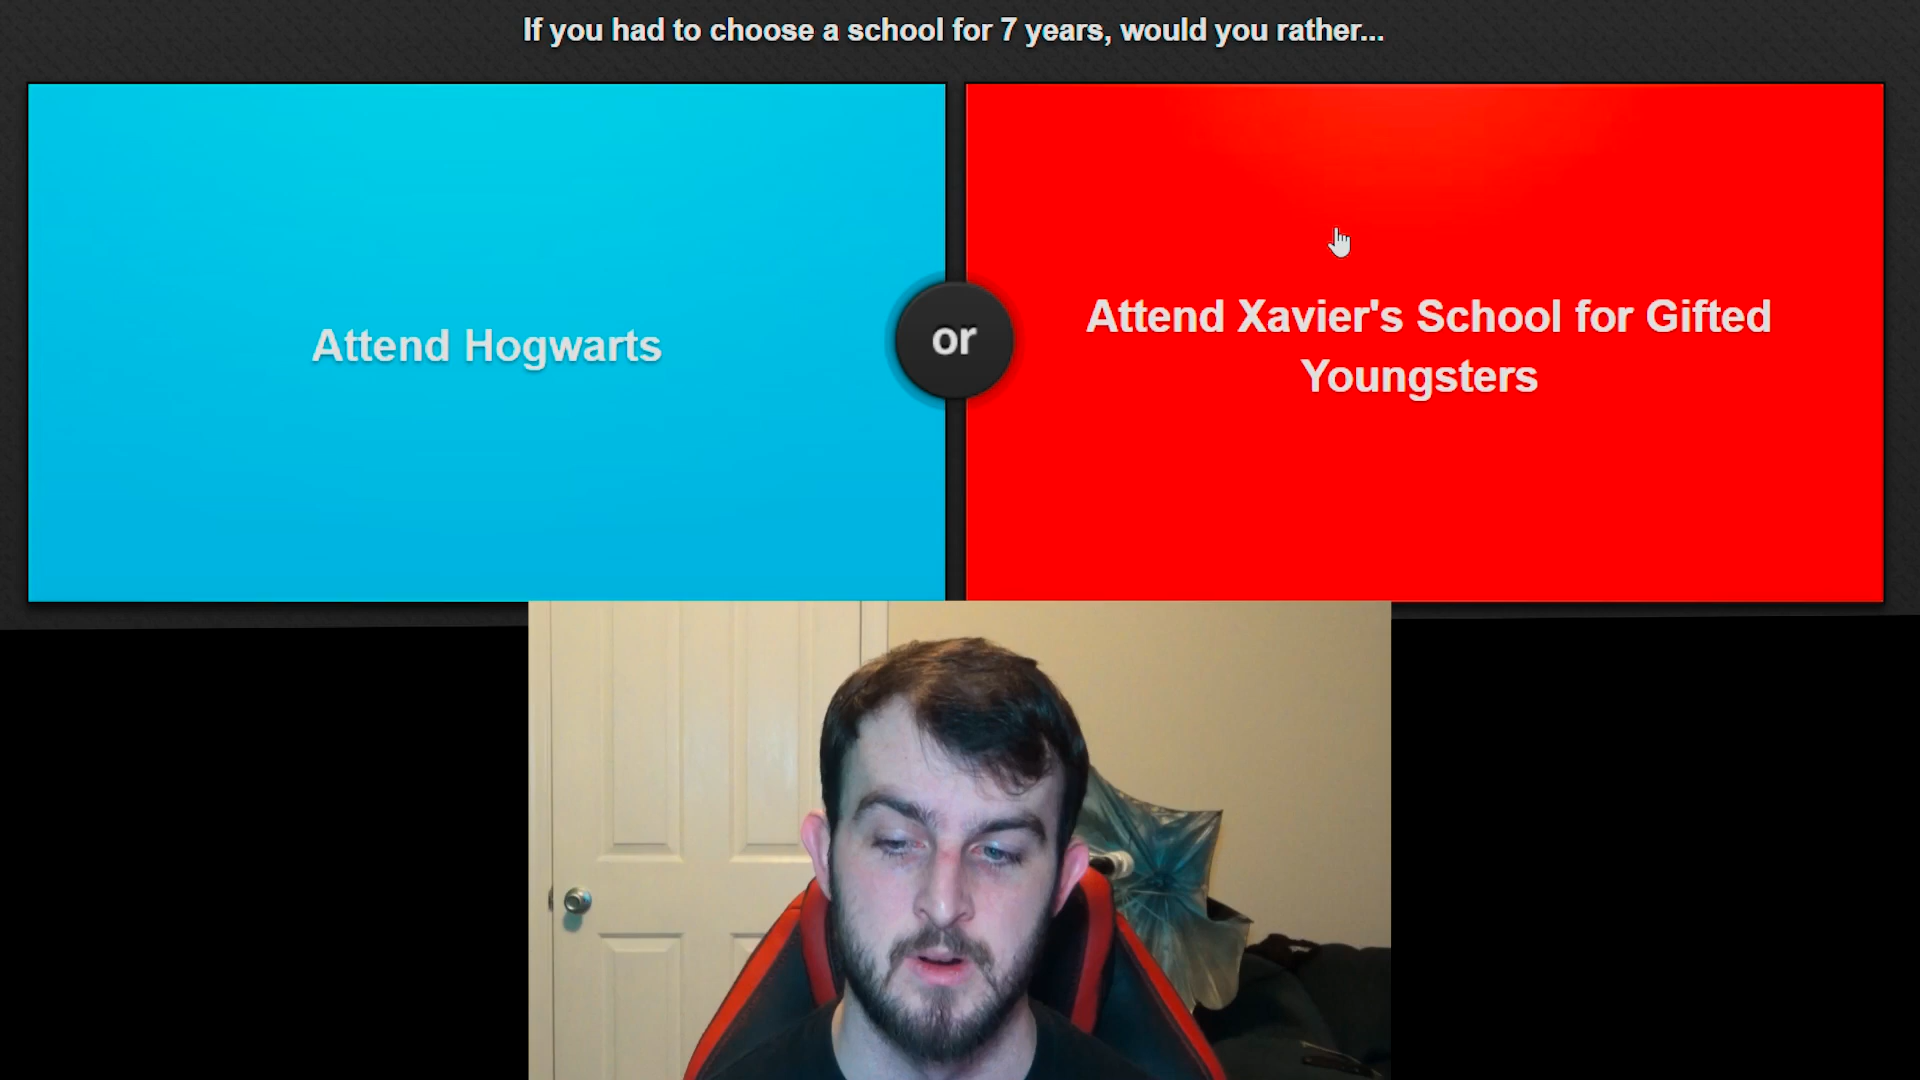 If you had to choose a school for 7 years, would you rather...
Attend Hogwarts
or
Attend Xavier's School for Gifted
Youngsters